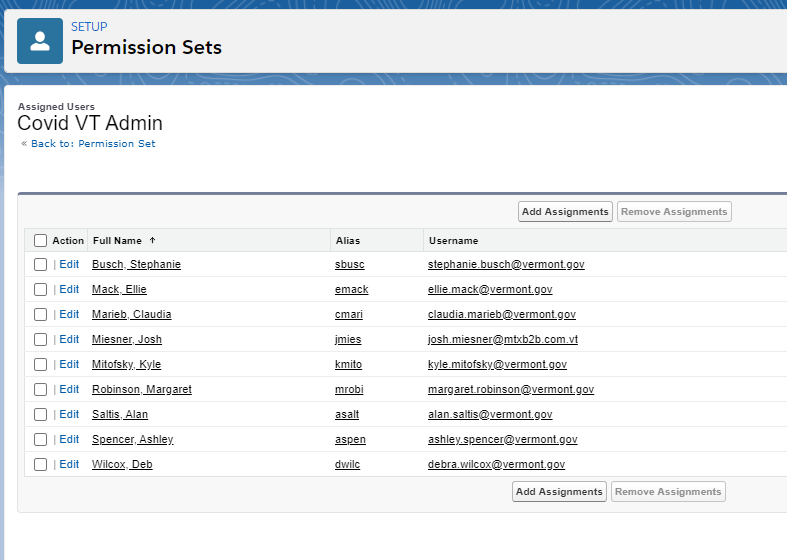 SETUP
Permission Sets
Assigned Users
Covid VT Admin
« Back to: Permission Set
Add Assignments Remove Assignments
Action Full Name ↑ Alias Username
| Edit Busch, Stephanie sbusc stephanie.busch@vermont.gov
| Edit Mack, Ellie emack ellie.mack@vermont.gov
| Edit Marieb, Claudia cmari claudia.marieb@vermont.gov
| Edit Miesner, Josh jmies josh.miesner@mtxb2b.com.vt
| Edit Mitofsky, Kyle kmito kyle.mitofsky@vermont.gov
| Edit Robinson, Margaret mrobi margaret.robinson@vermont.gov
| Edit Saltis, Alan asalt alan.saltis@vermont.gov
| Edit Spencer, Ashley aspen ashley.spencer@vermont.gov
| Edit Wilcox, Deb dwilc debra.wilcox@vermont.gov
Add Assignments Remove Assignments